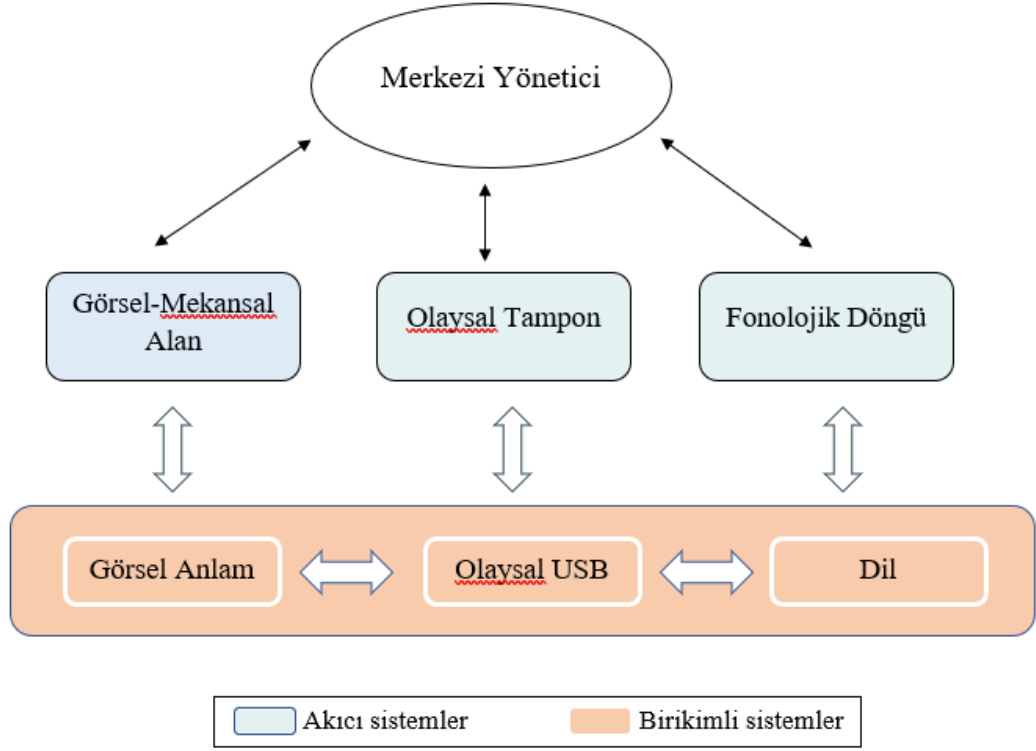 Merkezi Yönetici
Görsel-Mekansal
Alan
Olaysal Tampon
Fonolojik Döngü
Görsel Anlam
Olaysal USB
Dil
Akıcı sistemler
Birikimli sistemler